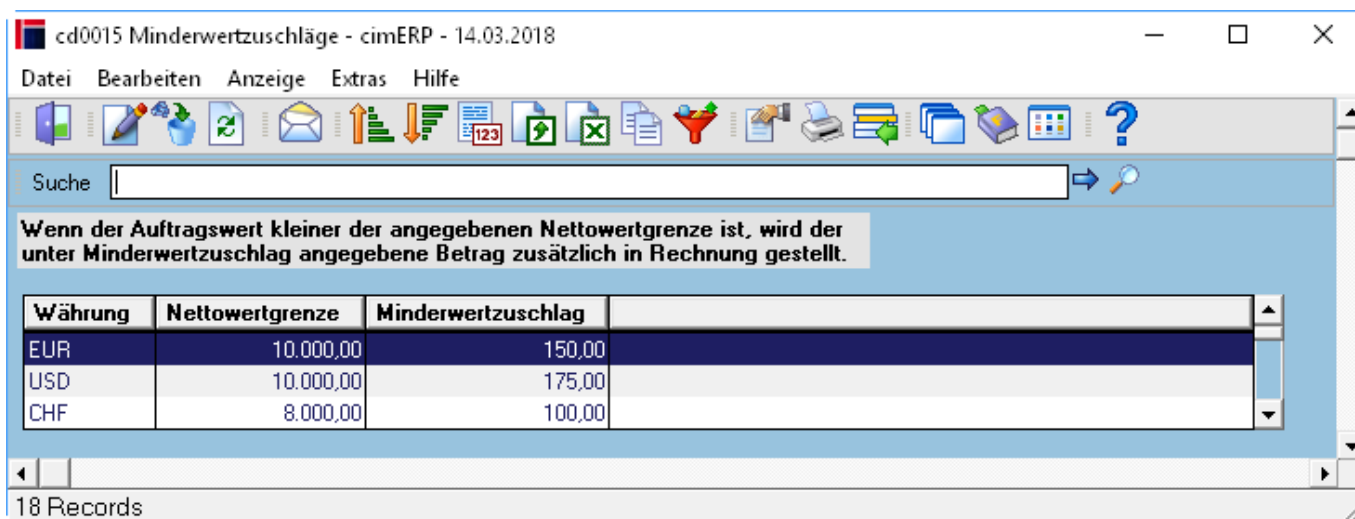 cd0015 Minderwertzuschläge - cimERP - 14.03.2018
Datei Bearbeiten Anzeige Extras Hilfe
123
Suche
Wenn der Auftragswert kleiner der angegebenen Nettowertgrenze ist, wird der
unter Minderwertzuschlag angegebene Betrag zusätzlich in Rechnung gestellt.
Währung Nettowertgrenze Minderwertzuschlag
EUR 10.000,00 150,00
USD 10.000,00 175,00
CHF 8.000,00 100,00
18 Records